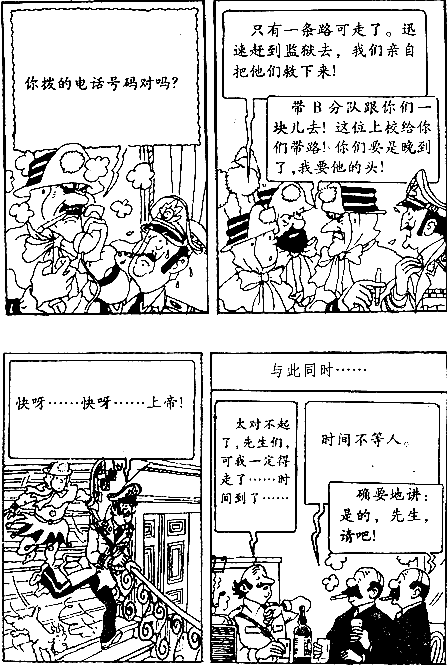 你拨的电话号码对吗?
只有一条路可走了。迅
速赶到监狱去，我们亲自
把他们救下来!
带B分队跟你们一
块儿去! 这位上校给你
们带路! 你们要是晚到
了,我要他的头!
快呀……快呀……上帝!
与此同时……
太对不起
了，先生们，
可我一定得
走了……时
间到了……
时间不等人。
确要地讲:
是的，先生，
请吧!